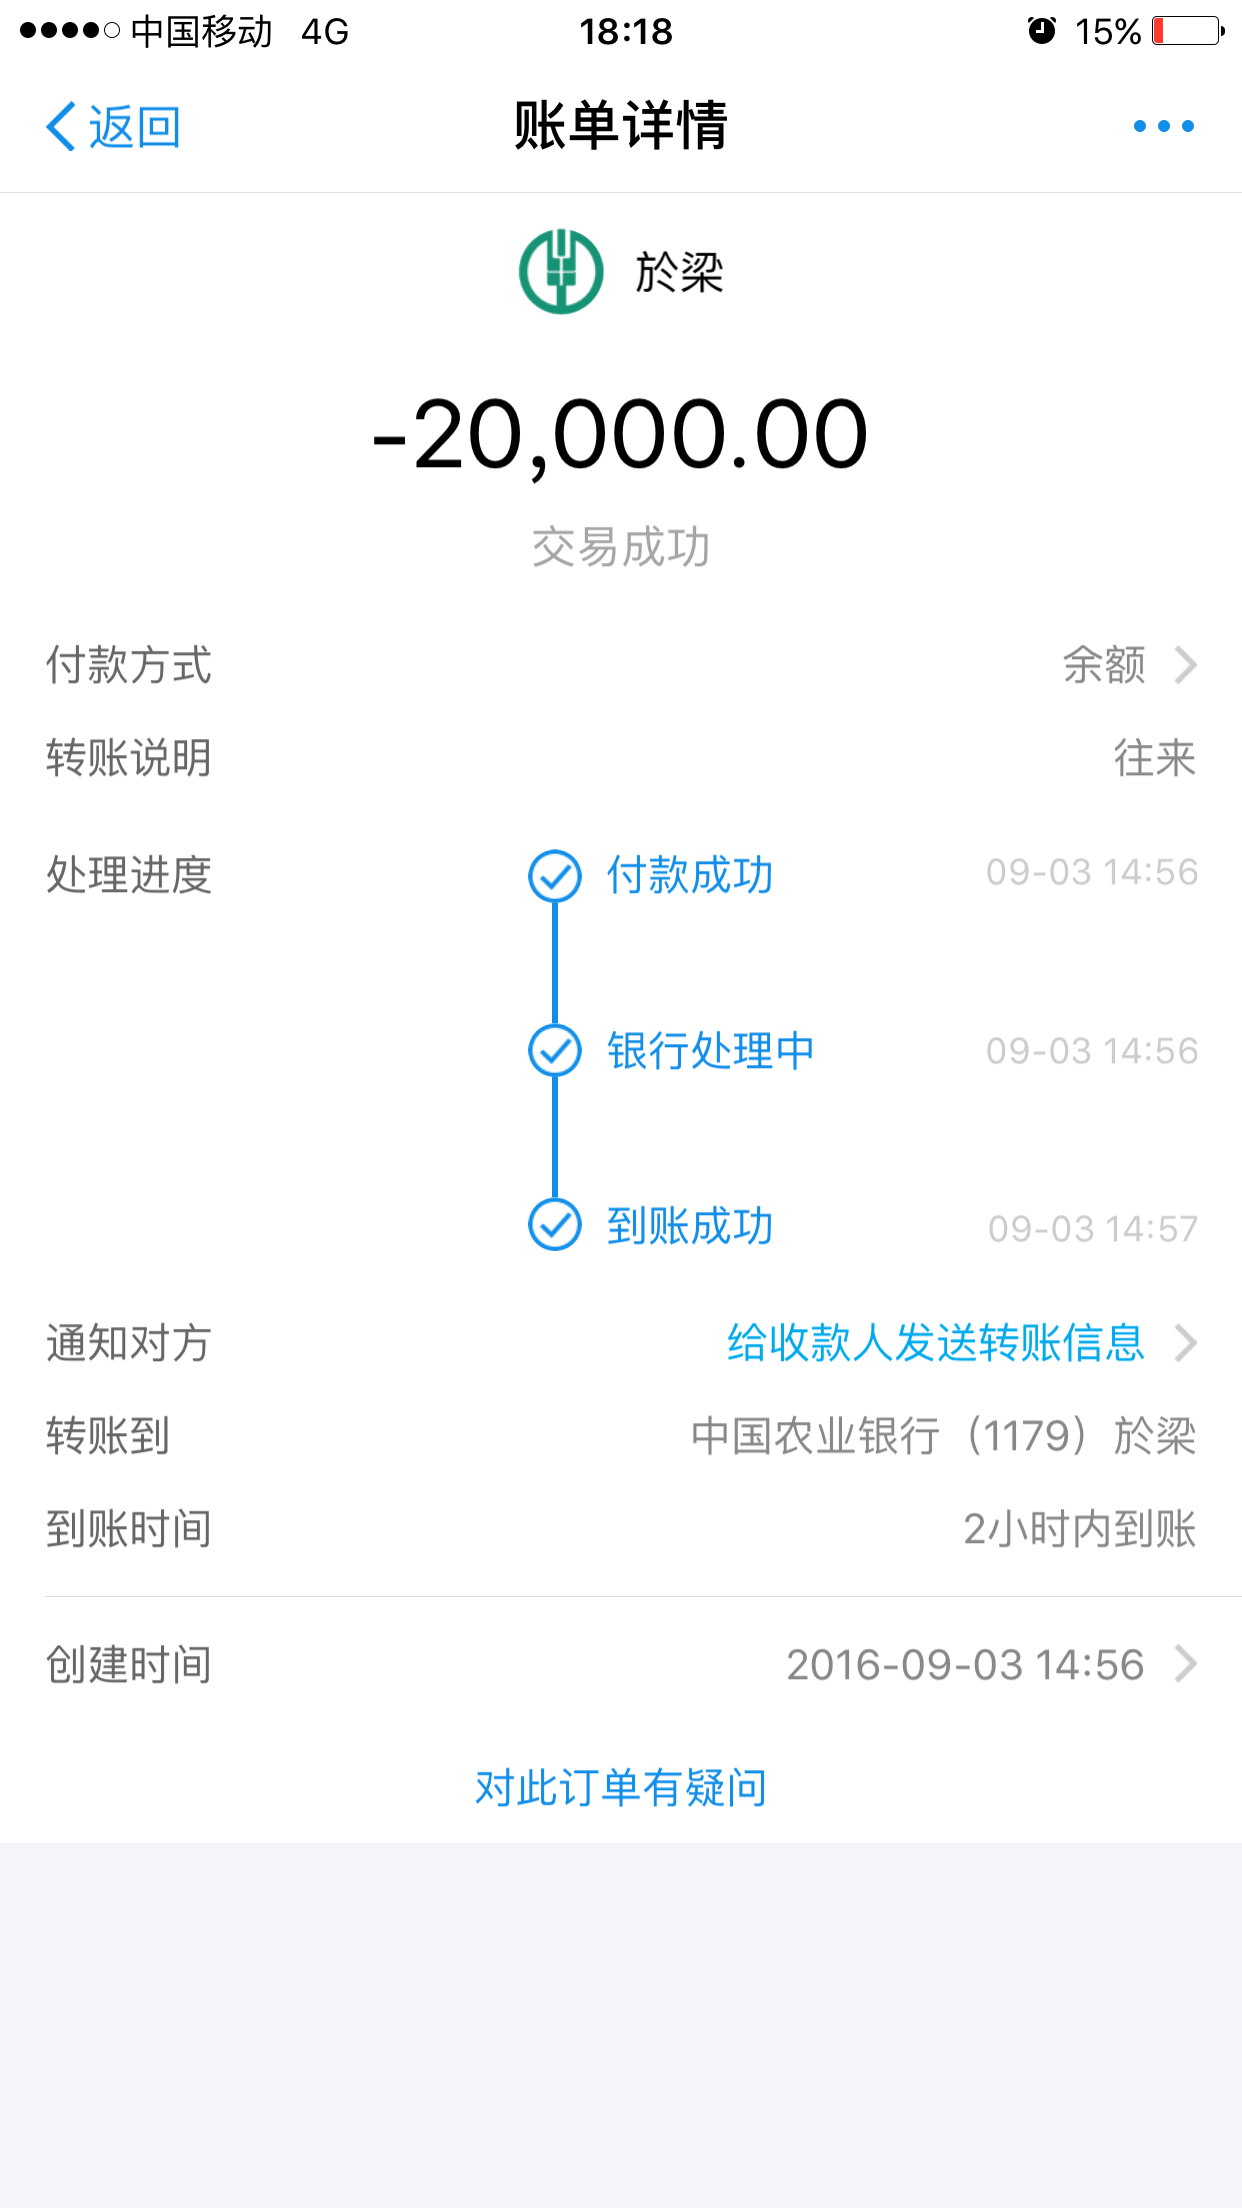 中国移动 4G 18:18 15%
返回 账单详情
於梁
-20,000.00
交易成功
付款方式 余额
转账说明 往来
处理进度 付款成功 09-03 14:56
银行处理中 09-03 14:56
到账成功 09-03 14:57
通知对方 给收款人发送转账信息
转账到 中国农业银行（1179）於梁
到账时间 2小时内到账
创建时间 2016-09-03 14:56
对此订单有疑问